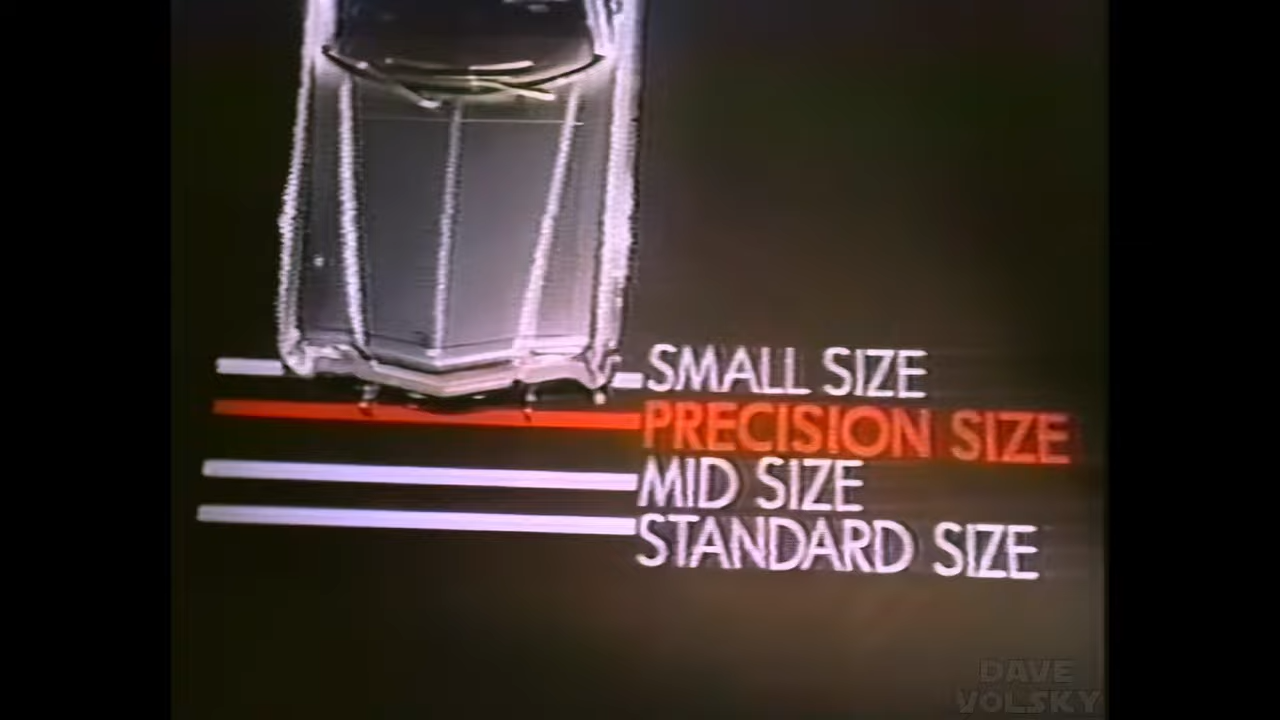 SMALL SIZE
PRECISION SIZE
MID SIZE
STANDARD SIZE
DAVE
VOLSKY